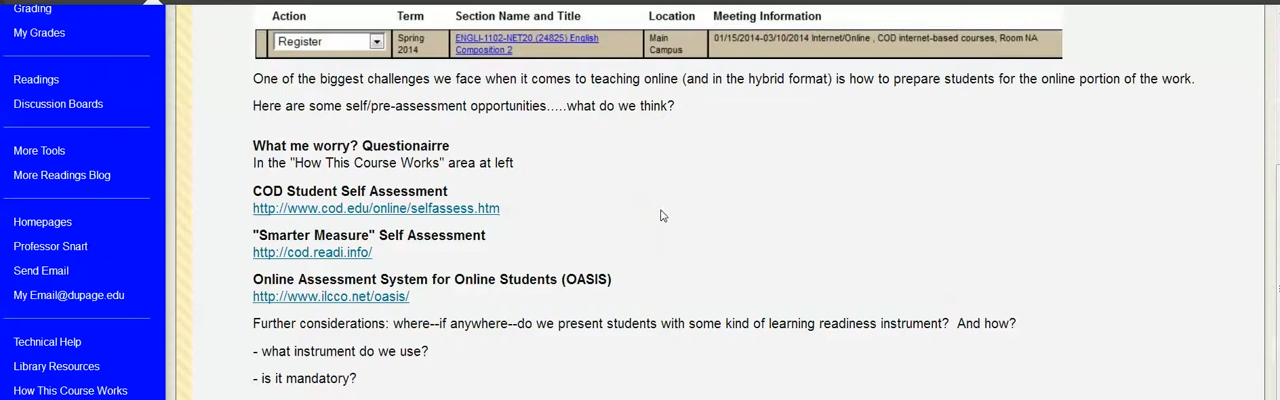 Grading
My Grades
Readings
Discussion Boards
More Tools
More Readings Blog
Homepages
Professor Snart
Send Email
My Email@dupage.edu
Technical Help
Library Resources
How This Course Works
Action Term Section Name and Title Location Meeting Information
Register Spring 2014 ENGLI-1102-NET20 (24825) English Composition 2 Main Campus 01/15/2014-03/10/2014 Internet/Online , COD internet-based courses, Room NA
One of the biggest challenges we face when it comes to teaching online (and in the hybrid format) is how to prepare students for the online portion of the work.
Here are some self/pre-assessment opportunities.....what do we think?
What me worry? Questionairre
In the "How This Course Works" area at left
COD Student Self Assessment
http://www.cod.edu/online/selfassess.htm
"Smarter Measure" Self Assessment
http://cod.readi.info/
Online Assessment System for Online Students (OASIS)
http://www.ilcco.net/oasis/
Further considerations: where--if anywhere--do we present students with some kind of learning readiness instrument? And how?
- what instrument do we use?
- is it mandatory?